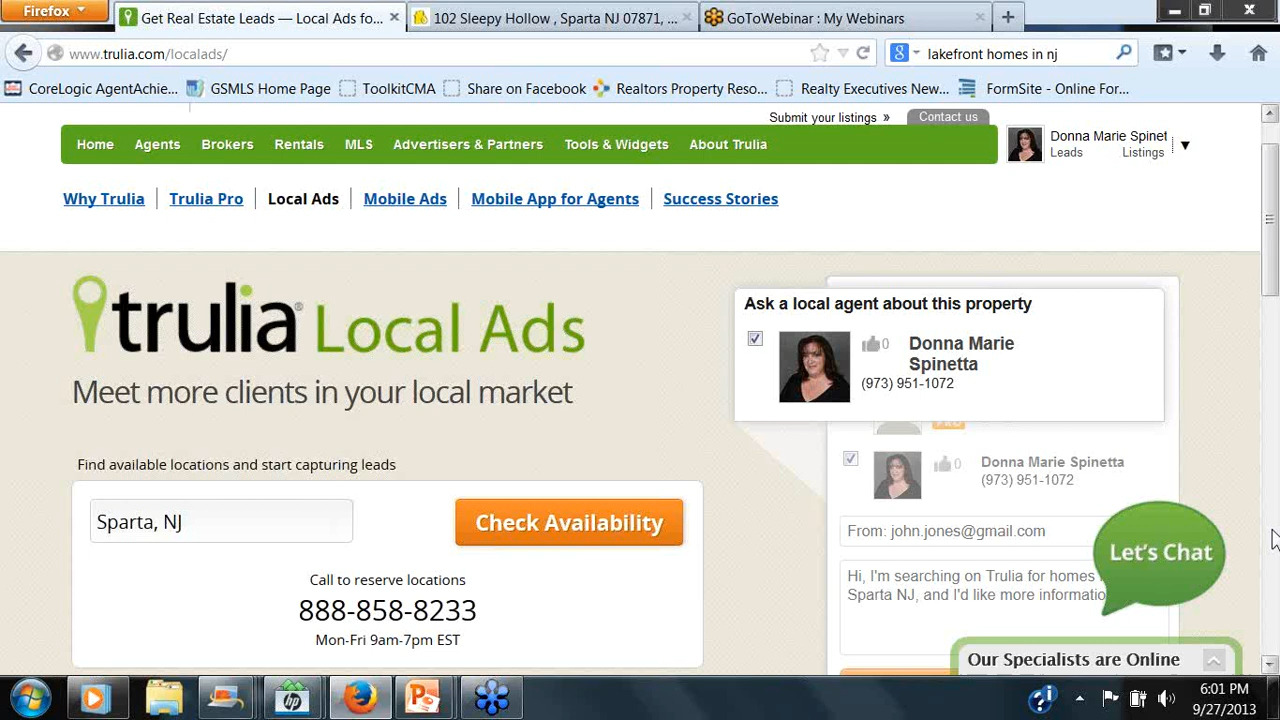 Firefox
Get Real Estate Leads — Local Ads fo...
102 Sleepy Hollow , Sparta NJ 07871, ...
GoToWebinar : My Webinars
www.trulia.com/localads/
lakefront homes in nj
CoreLogic AgentAchie...
GSMLS Home Page
ToolkitCMA
Share on Facebook
Realtors Property Reso...
Realty Executives New...
FormSite - Online For...
Submit your listings »
Contact us
Home
Agents
Brokers
Rentals
MLS
Advertisers & Partners
Tools & Widgets
About Trulia
Donna Marie Spinet
Leads
Listings
Why Trulia
Trulia Pro
Local Ads
Mobile Ads
Mobile App for Agents
Success Stories
trulia® Local Ads
Meet more clients in your local market
Find available locations and start capturing leads
Sparta, NJ
Check Availability
Call to reserve locations
888-858-8233
Mon-Fri 9am-7pm EST
Ask a local agent about this property
0
Donna Marie
Spinetta
(973) 951-1072
PRO
0
Donna Marie Spinetta
(973) 951-1072
From: john.jones@gmail.com
Hi, I'm searching on Trulia for homes
Sparta NJ, and I'd like more informatio
Let's Chat
Our Specialists are Online
6:01 PM
9/27/2013